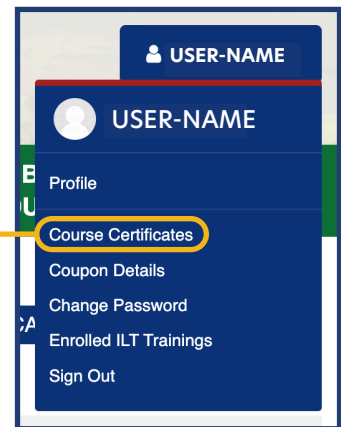 USER-NAME
USER-NAME
Profile
Course Certificates
Coupon Details
Change Password
Enrolled ILT Trainings
Sign Out